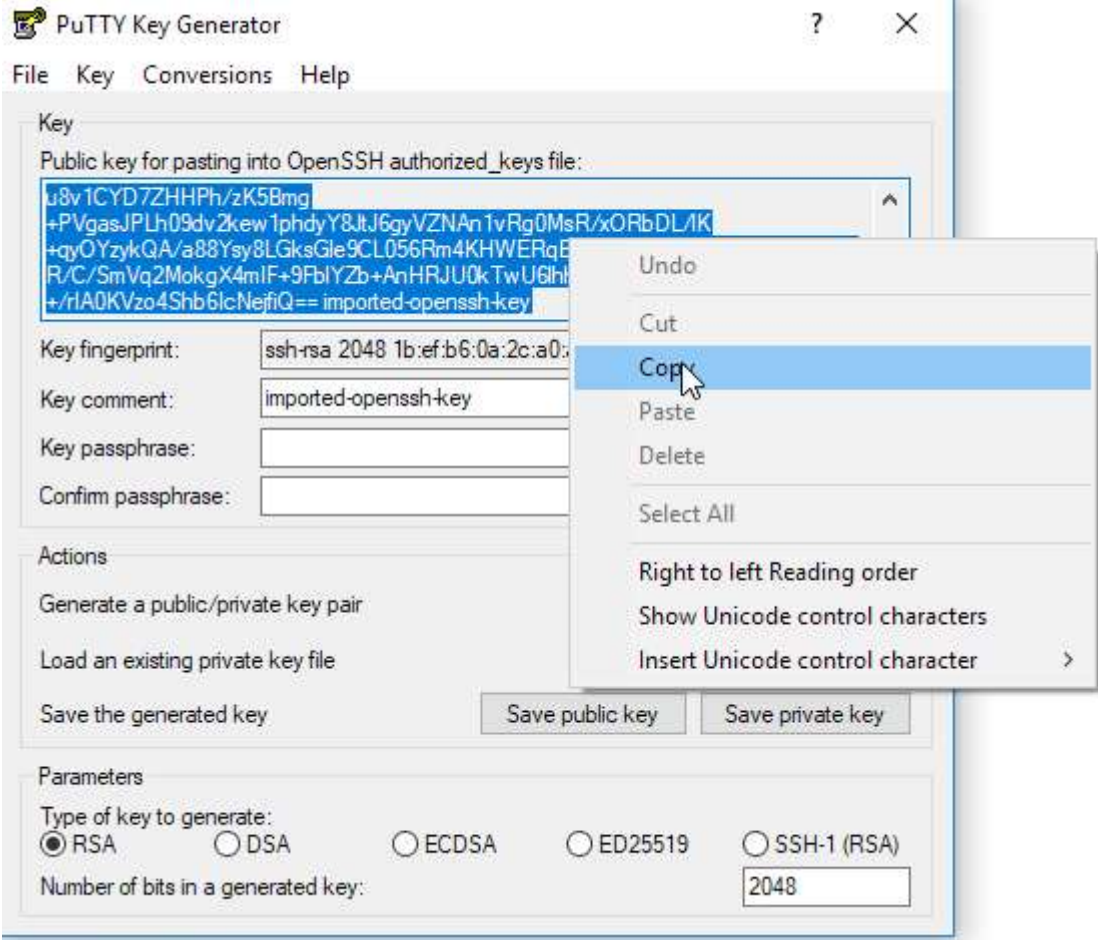 PuTTY Key Generator
? ×
File Key Conversions Help
Key
Public key for pasting into OpenSSH authorized_keys file:
u8v1CYD7ZHHPh/zK5Bmg
+PVgasJPLh09dv2kew1phdyY8JtJ6gyVZNAn1vRg0MsR/xORbDL/lK
+qyOYzykQA/a88Ysy8LGksGle9CL056Rm4KHWERqE
R/C/SmVq2MokgX4mIF+9FblYZb+AnHRJU0kTwU6lhl
+/rlA0KVzo4Shb6lcNejfiQ== imported-openssh-key
Key fingerprint: ssh-rsa 2048 1b:ef:b6:0a:2c:a0:
Key comment: imported-openssh-key
Key passphrase:
Confirm passphrase:
Actions
Generate a public/private key pair
Load an existing private key file
Save the generated key Save public key Save private key
Parameters
Type of key to generate:
RSA DSA ECDSA ED25519 SSH-1 (RSA)
Number of bits in a generated key: 2048
Undo
Cut
Copy
Paste
Delete
Select All
Right to left Reading order
Show Unicode control characters
Insert Unicode control character >